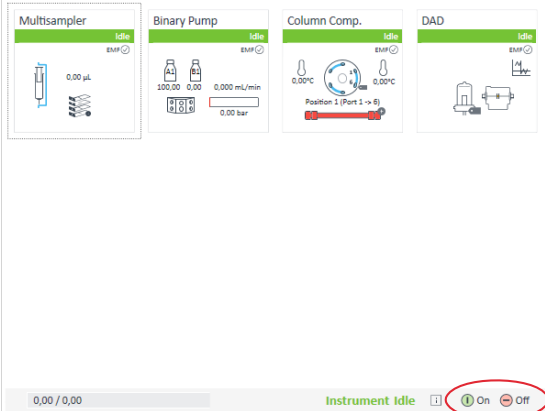 Multisampler
Idle
EMF
0,00 µL
Binary Pump
Idle
EMF
A1 B1
100,00 0,00 0,000 mL/min
0,00 bar
Column Comp.
Idle
EMF
1
6
0,00°C 0,00°C
Position 1 (Port 1 -> 6)
DAD
Idle
EMF
0,00 / 0,00
Instrument Idle
i
On
Off